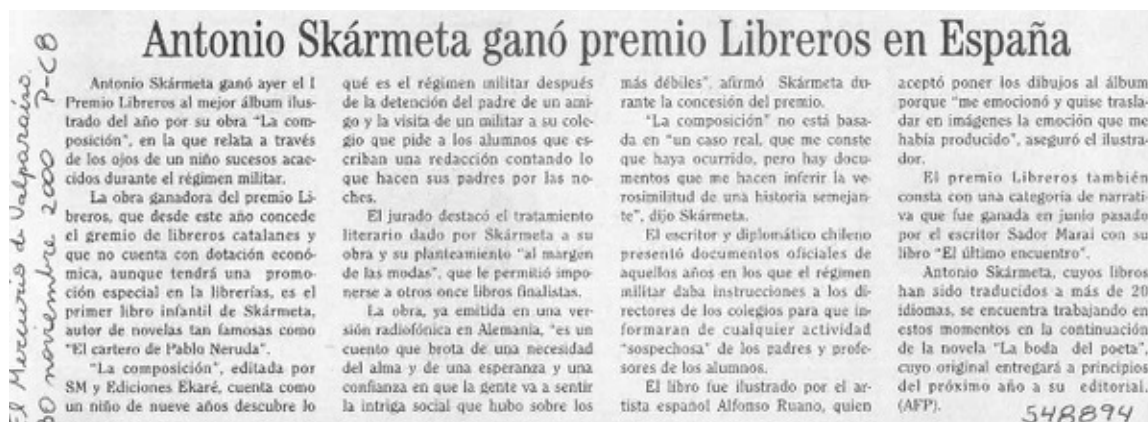 Antonio Skármeta ganó premio Libreros en España
Antonio Skármeta ganó ayer el I
Premio Libreros al mejor álbum ilus-
trado del año por su obra "La com-
posición", en la que relata a través
de los ojos de un niño sucesos acae-
cidos durante el régimen militar.
La obra ganadora del premio Li-
breros, que desde este año concede
el gremio de libreros catalanes y
que no cuenta con dotación econó-
mica, aunque tendrá una promo-
ción especial en la librerías, es el
primer libro infantil de Skármeta,
autor de novelas tan famosas como
"El cartero de Pablo Neruda".
"La composición", editada por
SM y Ediciones Ekaré, cuenta como
un niño de nueve años descubre lo
qué es el régimen militar después
de la detención del padre de un ami-
go y la visita de un militar a su cole-
gio que pide a los alumnos que es-
criban una redacción contando lo
que hacen sus padres por las no-
ches.
El jurado destacó el tratamiento
literario dado por Skármeta a su
obra y su planteamiento "al margen
de las modas", que le permitió impo-
nerse a otros once libros finalistas.
La obra, ya emitida en una ver-
sión radiofónica en Alemania, "es un
cuento que brota de una necesidad
del alma y de una esperanza y una
confianza en que la gente va a sentir
la intriga social que hubo sobre los
más débiles", afirmó Skármeta du-
rante la concesión del premio.
"La composición" no está basa-
da en "un caso real, que me conste
que haya ocurrido, pero hay docu-
mentos que me hacen inferir la ve-
rosimilitud de una historia semejan-
te", dijo Skármeta.
El escritor y diplomático chileno
presentó documentos oficiales de
aquellos años en los que el régimen
militar daba instrucciones a los di-
rectores de los colegios para que in-
formaran de cualquier actividad
"sospechosa" de los padres y profe-
sores de los alumnos.
El libro fue ilustrado por el ar-
tista español Alfonso Ruano, quien
aceptó poner los dibujos al álbum
porque "me emocionó y quise trasla-
dar en imágenes la emoción que me
había producido", aseguró el ilustra-
dor.
El premio Libreros también
consta con una categoría de narrati-
va que fue ganada en junio pasado
por el escritor Sador Marai con su
libro "El último encuentro".
Antonio Skármeta, cuyos libros
han sido traducidos a más de 20
idiomas, se encuentra trabajando en
estos momentos en la continuación
de la novela "La boda del poeta",
cuyo original entregará a principios
del próximo año a su editorial.
(AFP).
548894
El Mercurio de Valparaíso.
30 noviembre 2000 p-C8